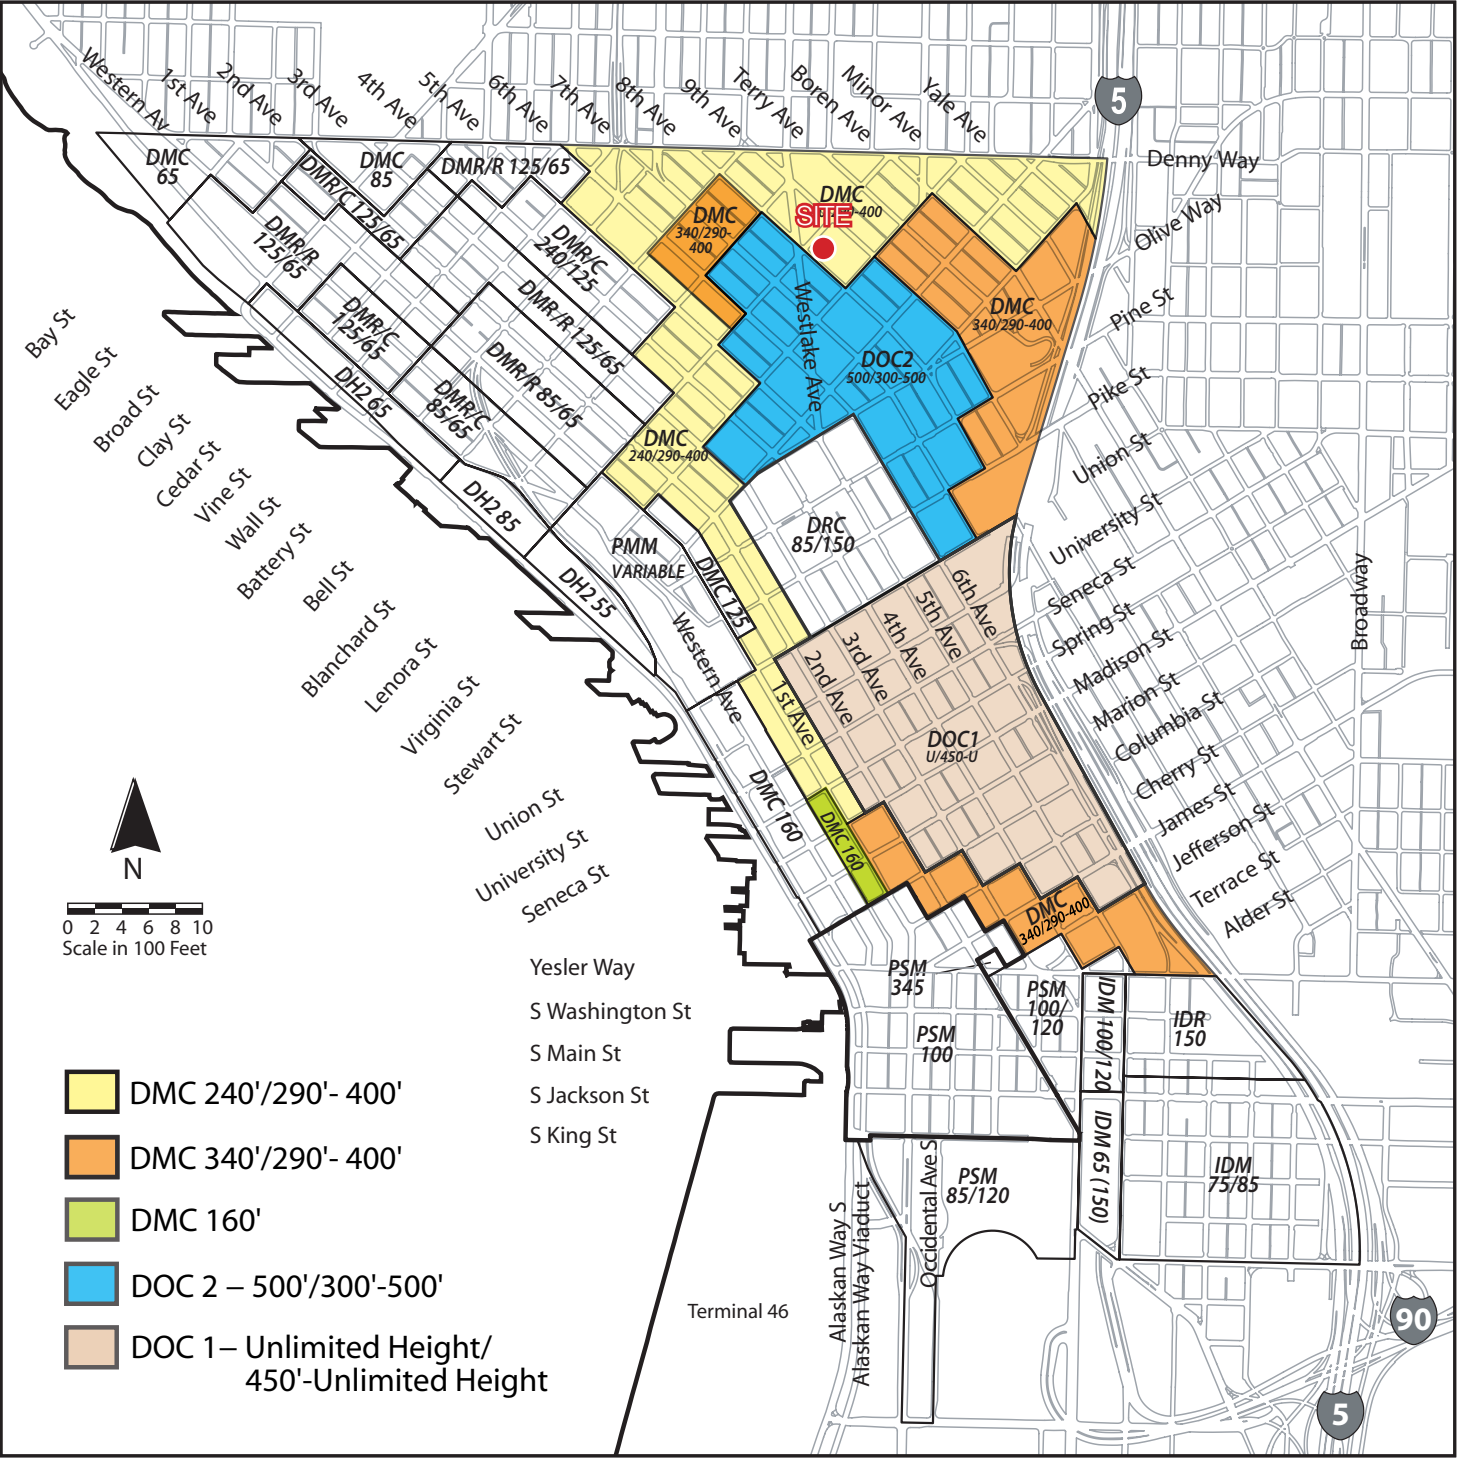 Western Av
1st Ave
2nd Ave
3rd Ave
4th Ave
5th Ave
6th Ave
7th Ave
8th Ave
9th Ave
Terry Ave
Boren Ave
Minor Ave
Yale Ave
5
Denny Way
Olive Way
Pine St
Pike St
Union St
University St
Seneca St
Spring St
Madison St
Marion St
Columbia St
Cherry St
James St
Jefferson St
Terrace St
Alder St
Broadway
DMC
65
DMR/C 125/65
DMC
85
DMR/R 125/65
DMR/R
125/65
DMR/C
240/125
DMC
340/290-
400
DMC
-400
SITE
DMC
340/290-400
DMR/C
125/65
DMR/R 125/65
Westlake Ave
DOC2
500/300-500
DMR/R 85/65
DH2 65
DMR/C
85/65
DMC
240/290-400
DH2 85
DRC
85/150
PMM
VARIABLE
DMC 125
DH2 55
Western Ave
6th Ave
5th Ave
4th Ave
3rd Ave
2nd Ave
1st Ave
DOC1
U/450-U
DMC 160
DMC 160
DMC
340/290-400
PSM
345
PSM
100/
120
PSM
100
IDM 100/120
IDR
150
IDM 65 (150)
IDM
75/85
PSM
85/120
Bay St
Eagle St
Broad St
Clay St
Cedar St
Vine St
Wall St
Battery St
Bell St
Blanchard St
Lenora St
Virginia St
Stewart St
Union St
University St
Seneca St
Yesler Way
S Washington St
S Main St
S Jackson St
S King St
N
0 2 4 6 8 10
Scale in 100 Feet
DMC 240'/290'- 400'
DMC 340'/290'- 400'
DMC 160'
DOC 2 – 500'/300'-500'
DOC 1– Unlimited Height/
450'-Unlimited Height
Terminal 46
Alaskan Way S
Alaskan Way Viaduct
Occidental Ave S
90
5